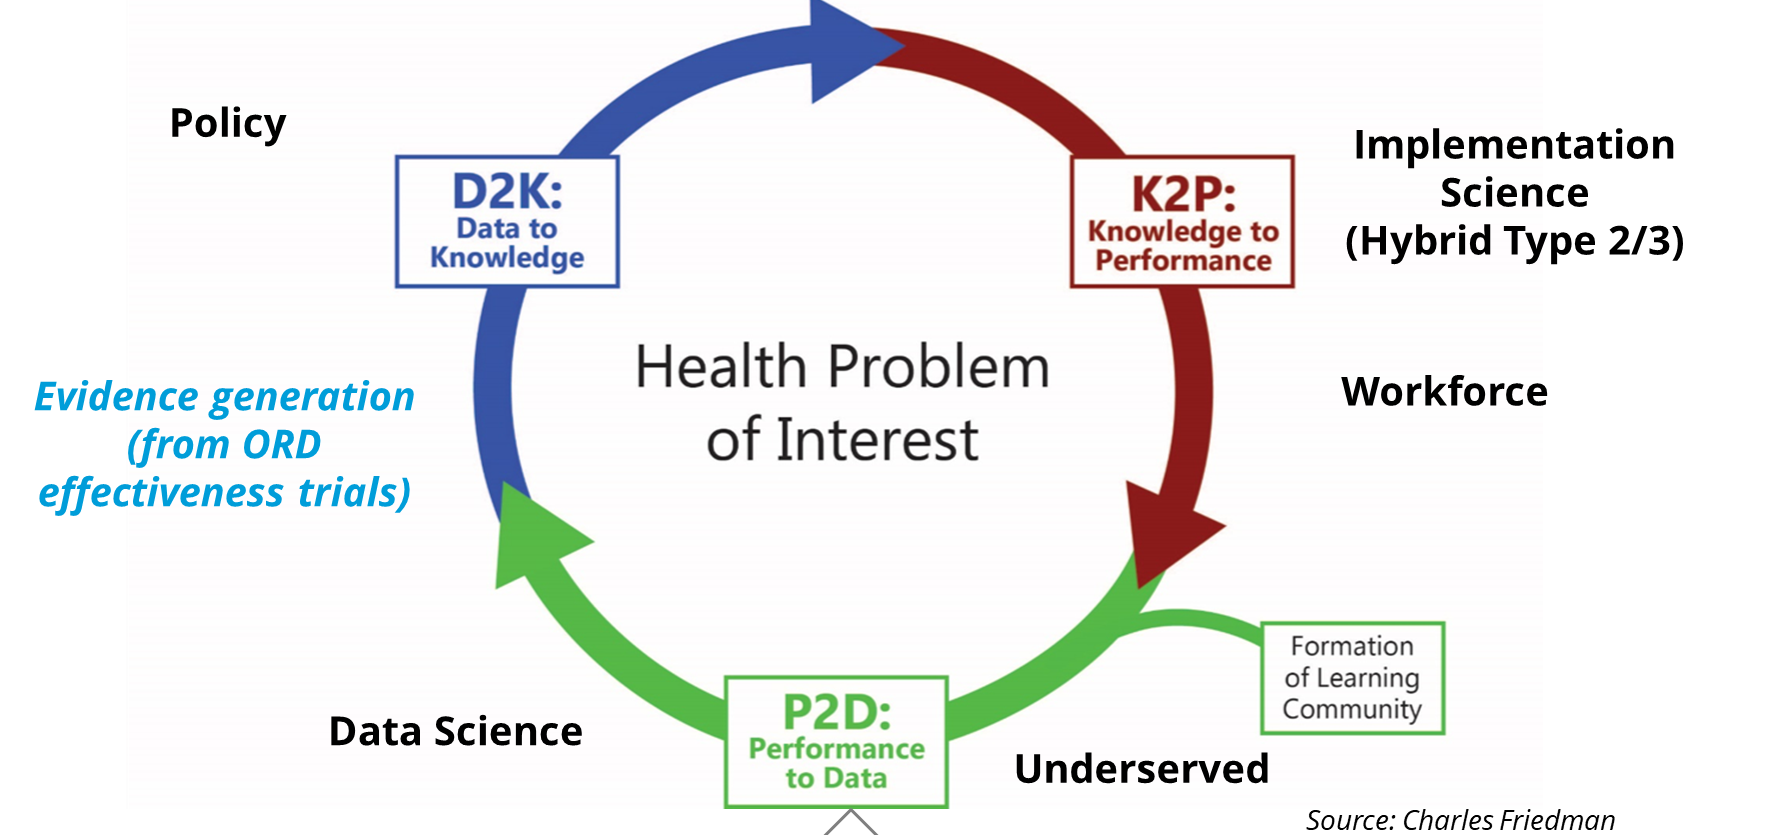 Policy
D2K:
Data to
Knowledge
K2P:
Knowledge to
Performance
Implementation
Science
(Hybrid Type 2/3)
Health Problem
of Interest
Workforce
Evidence generation
(from ORD
effectiveness trials)
Formation
of Learning
Community
Data Science
P2D:
Performance
to Data
Underserved
Source: Charles Friedman